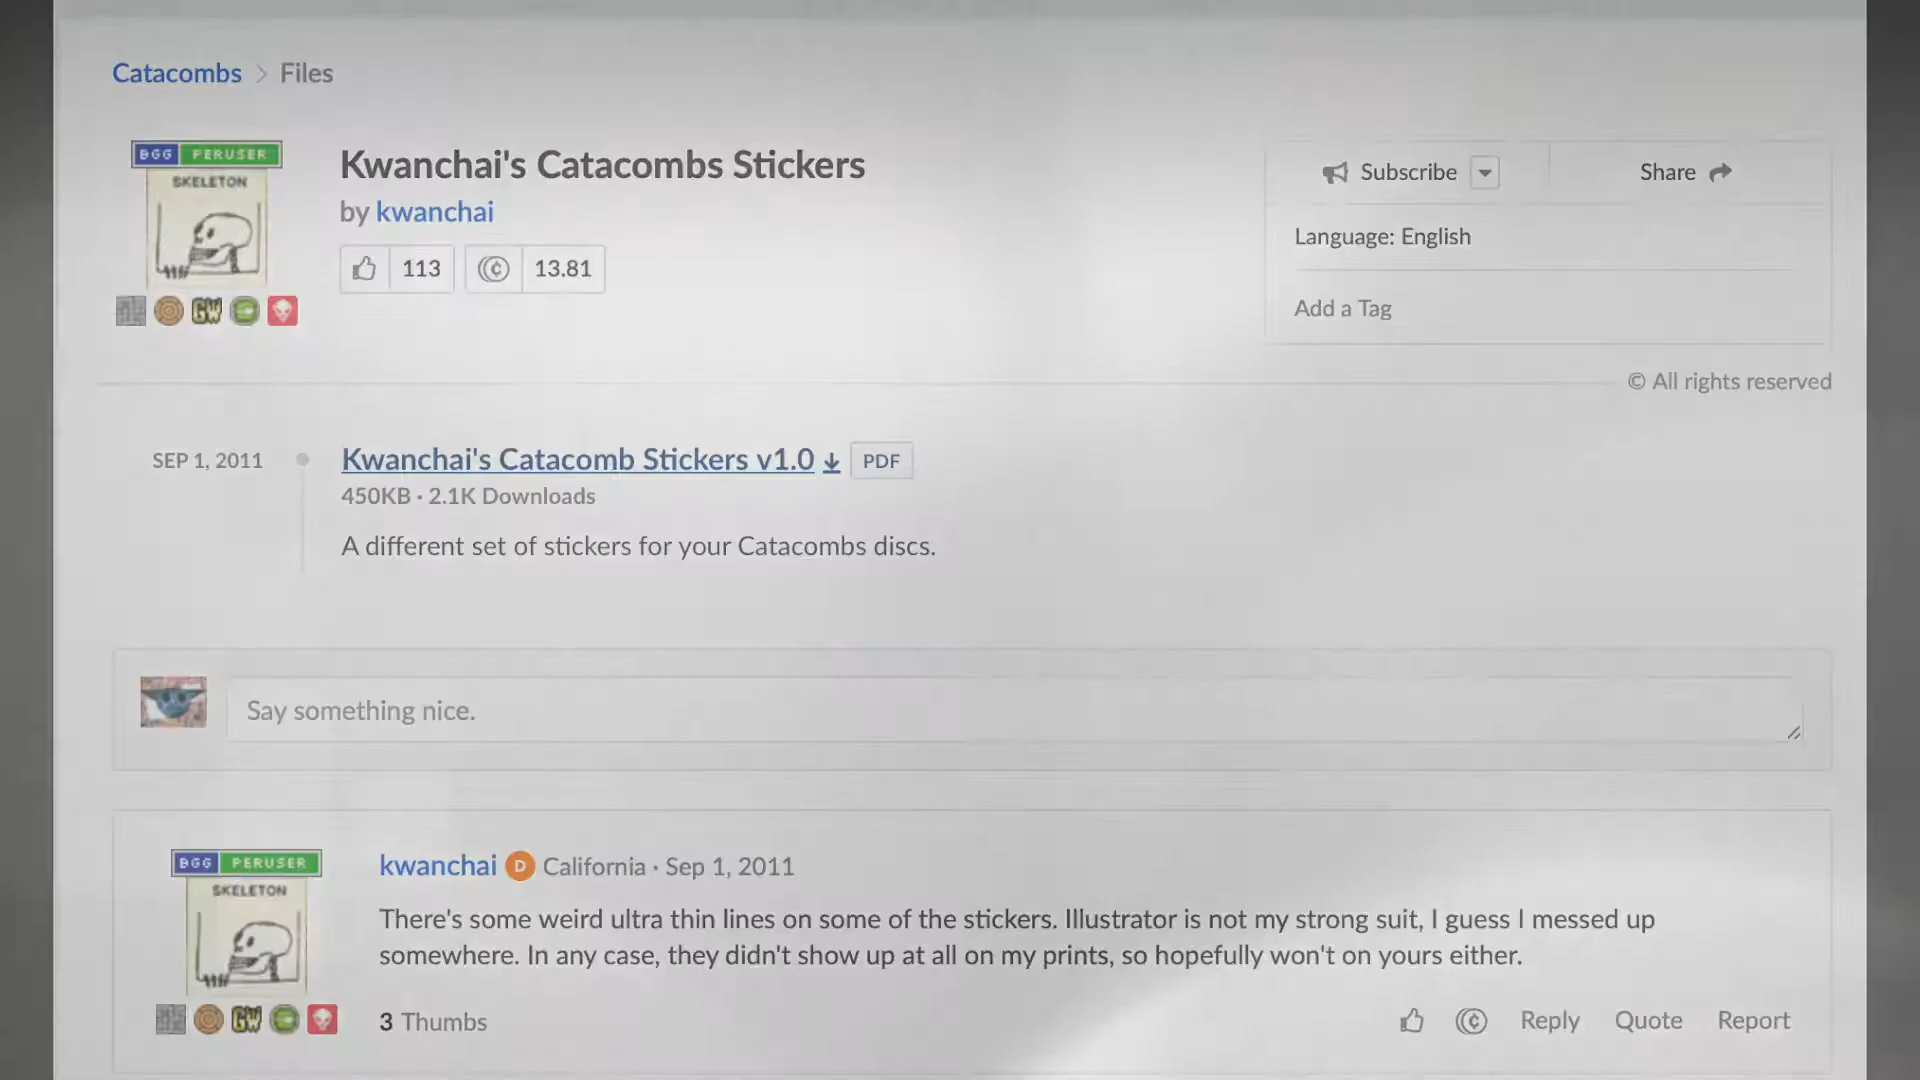 Catacombs > Files
BGG PERUSER
SKELETON
GW
Kwanchai's Catacombs Stickers
by kwanchai
113
13.81
Subscribe
Share
Language: English
Add a Tag
© All rights reserved
SEP 1, 2011
Kwanchai's Catacomb Stickers v1.0 PDF
450KB · 2.1K Downloads
A different set of stickers for your Catacombs discs.
Say something nice.
BGG PERUSER
SKELETON
GW
kwanchai D California · Sep 1, 2011
There's some weird ultra thin lines on some of the stickers. Illustrator is not my strong suit, I guess I messed up
somewhere. In any case, they didn't show up at all on my prints, so hopefully won't on yours either.
3 Thumbs
Reply Quote Report